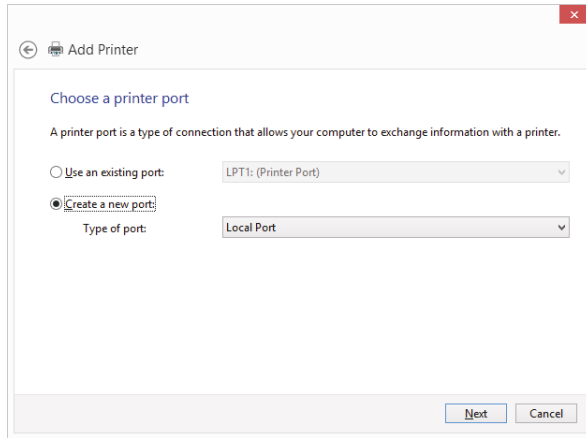 Add Printer
Choose a printer port
A printer port is a type of connection that allows your computer to exchange information with a printer.
Use an existing port: LPT1: (Printer Port)
Create a new port:
Type of port: Local Port
Next Cancel